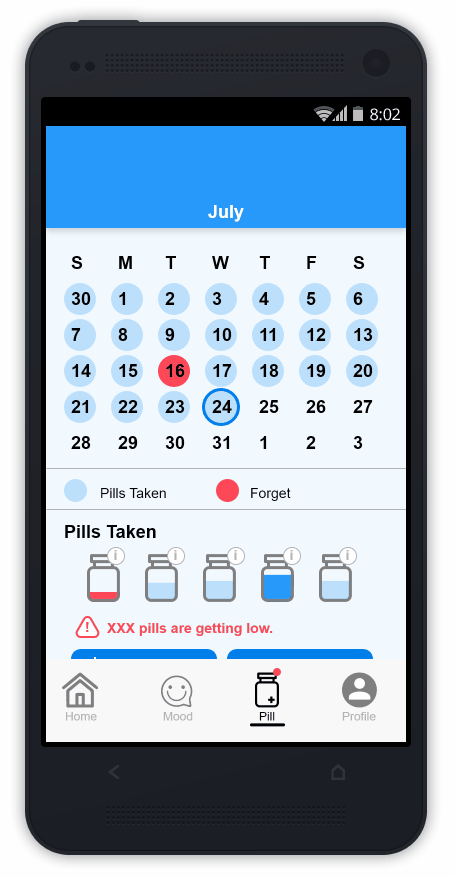 8:02
July
S M T W T F S
30 1 2 3 4 5 6
7 8 9 10 11 12 13
14 15 16 17 18 19 20
21 22 23 24 25 26 27
28 29 30 31 1 2 3
Pills Taken Forget
Pills Taken
i i i i i
! XXX pills are getting low.
Home Mood Pill Profile